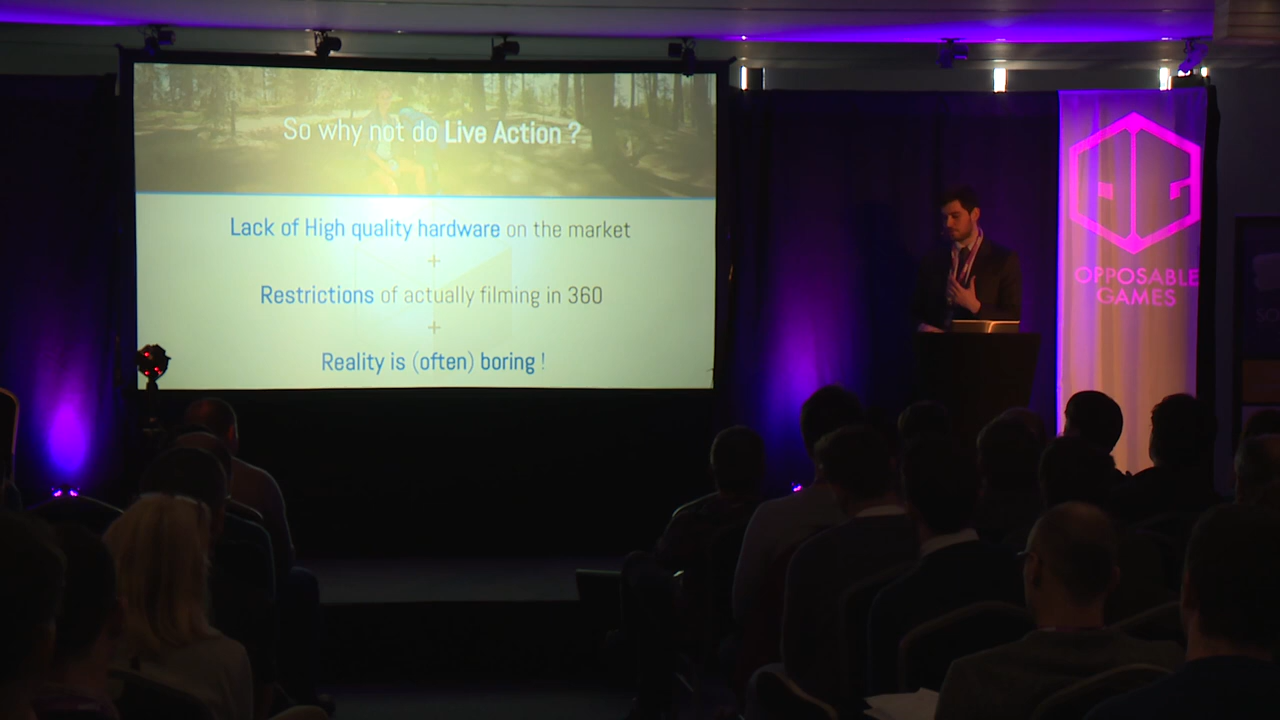 So why not do Live Action ?
Lack of High quality hardware on the market
+
Restrictions of actually filming in 360
+
Reality is (often) boring !
OPPOSABLE
GAMES